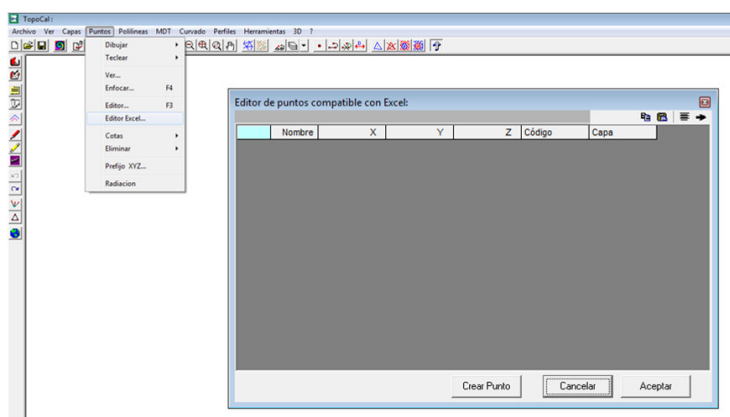 TopoCal:
Archivo Ver Capas Puntos Polilíneas MDT Curvado Perfiles Herramientas 3D ?
Dibujar
Teclear
Ver...
Enfocar... F4
Editor... F3
Editor Excel...
Cotas
Eliminar
Prefijo XYZ...
Radiacion
Editor de puntos compatible con Excel:
Nombre X Y Z Código Capa
Crear Punto Cancelar Aceptar